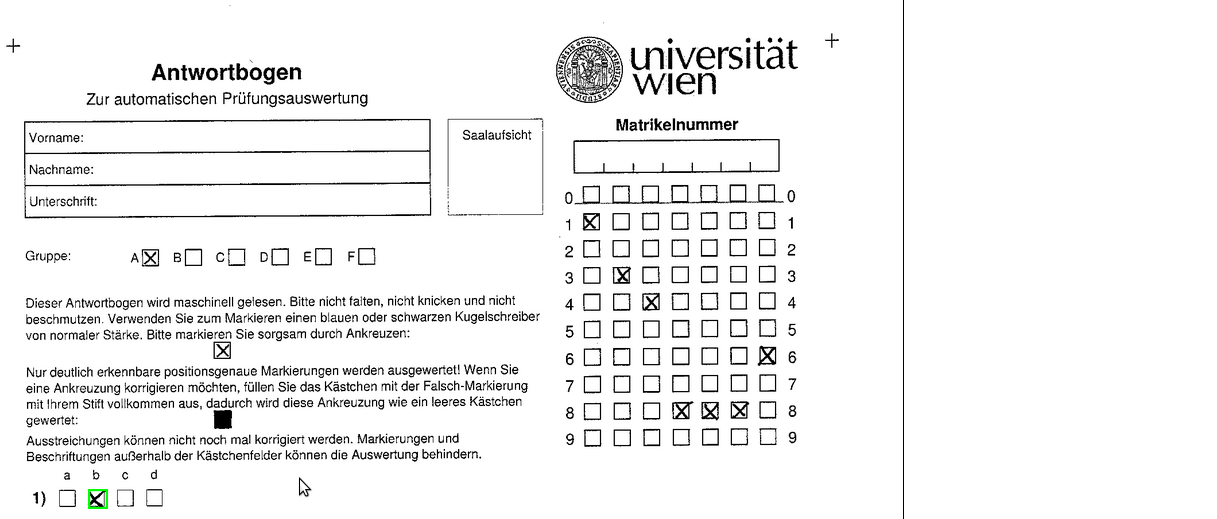 Antwortbogen
Zur automatischen Prüfungsauswertung
universität
wien
Vorname:
Nachname:
Unterschrift:
Saalaufsicht
Matrikelnummer
0 0
1 1
2 2
3 3
4 4
5 5
6 6
7 7
8 8
9 9
Gruppe: A B C D E F
Dieser Antwortbogen wird maschinell gelesen. Bitte nicht falten, nicht knicken und nicht
beschmutzen. Verwenden Sie zum Markieren einen blauen oder schwarzen Kugelschreiber
von normaler Stärke. Bitte markieren Sie sorgsam durch Ankreuzen:
Nur deutlich erkennbare positionsgenaue Markierungen werden ausgewertet! Wenn Sie
eine Ankreuzung korrigieren möchten, füllen Sie das Kästchen mit der Falsch-Markierung
mit Ihrem Stift vollkommen aus, dadurch wird diese Ankreuzung wie ein leeres Kästchen
gewertet:
Ausstreichungen können nicht noch mal korrigiert werden. Markierungen und
Beschriftungen außerhalb der Kästchenfelder können die Auswertung behindern.
a b c d
1)